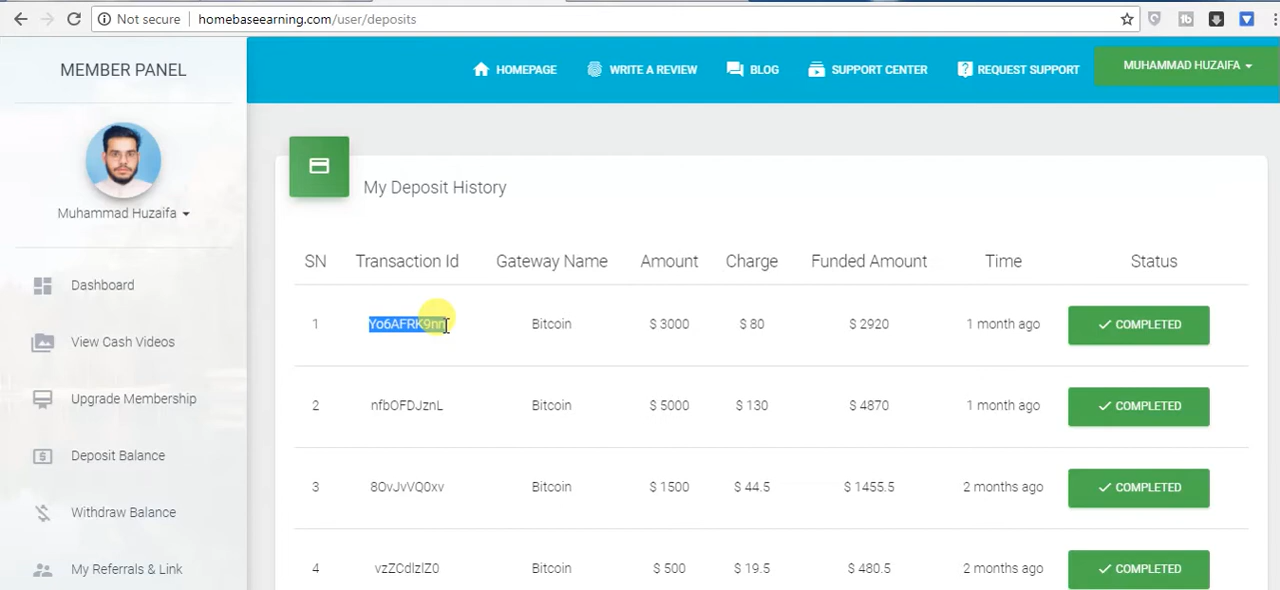 Not secure | homebaseearning.com/user/deposits
MEMBER PANEL
HOMEPAGE WRITE A REVIEW BLOG SUPPORT CENTER REQUEST SUPPORT MUHAMMAD HUZAIFA
Muhammad Huzaifa
My Deposit History
SN Transaction Id Gateway Name Amount Charge Funded Amount Time Status
Dashboard
1 Bitcoin $ 3000 $ 80 $ 2920 1 month ago COMPLETED
View Cash Videos
Upgrade Membership
2 nfbOFDJznL Bitcoin $ 5000 $ 130 $ 4870 1 month ago COMPLETED
Deposit Balance
3 8OvJvVQ0xv Bitcoin $ 1500 $ 44.5 $ 1455.5 2 months ago COMPLETED
Withdraw Balance
4 Bitcoin $ 500 $ 19.5 $ 480.5 2 months ago COMPLETED
My Referrals & Link